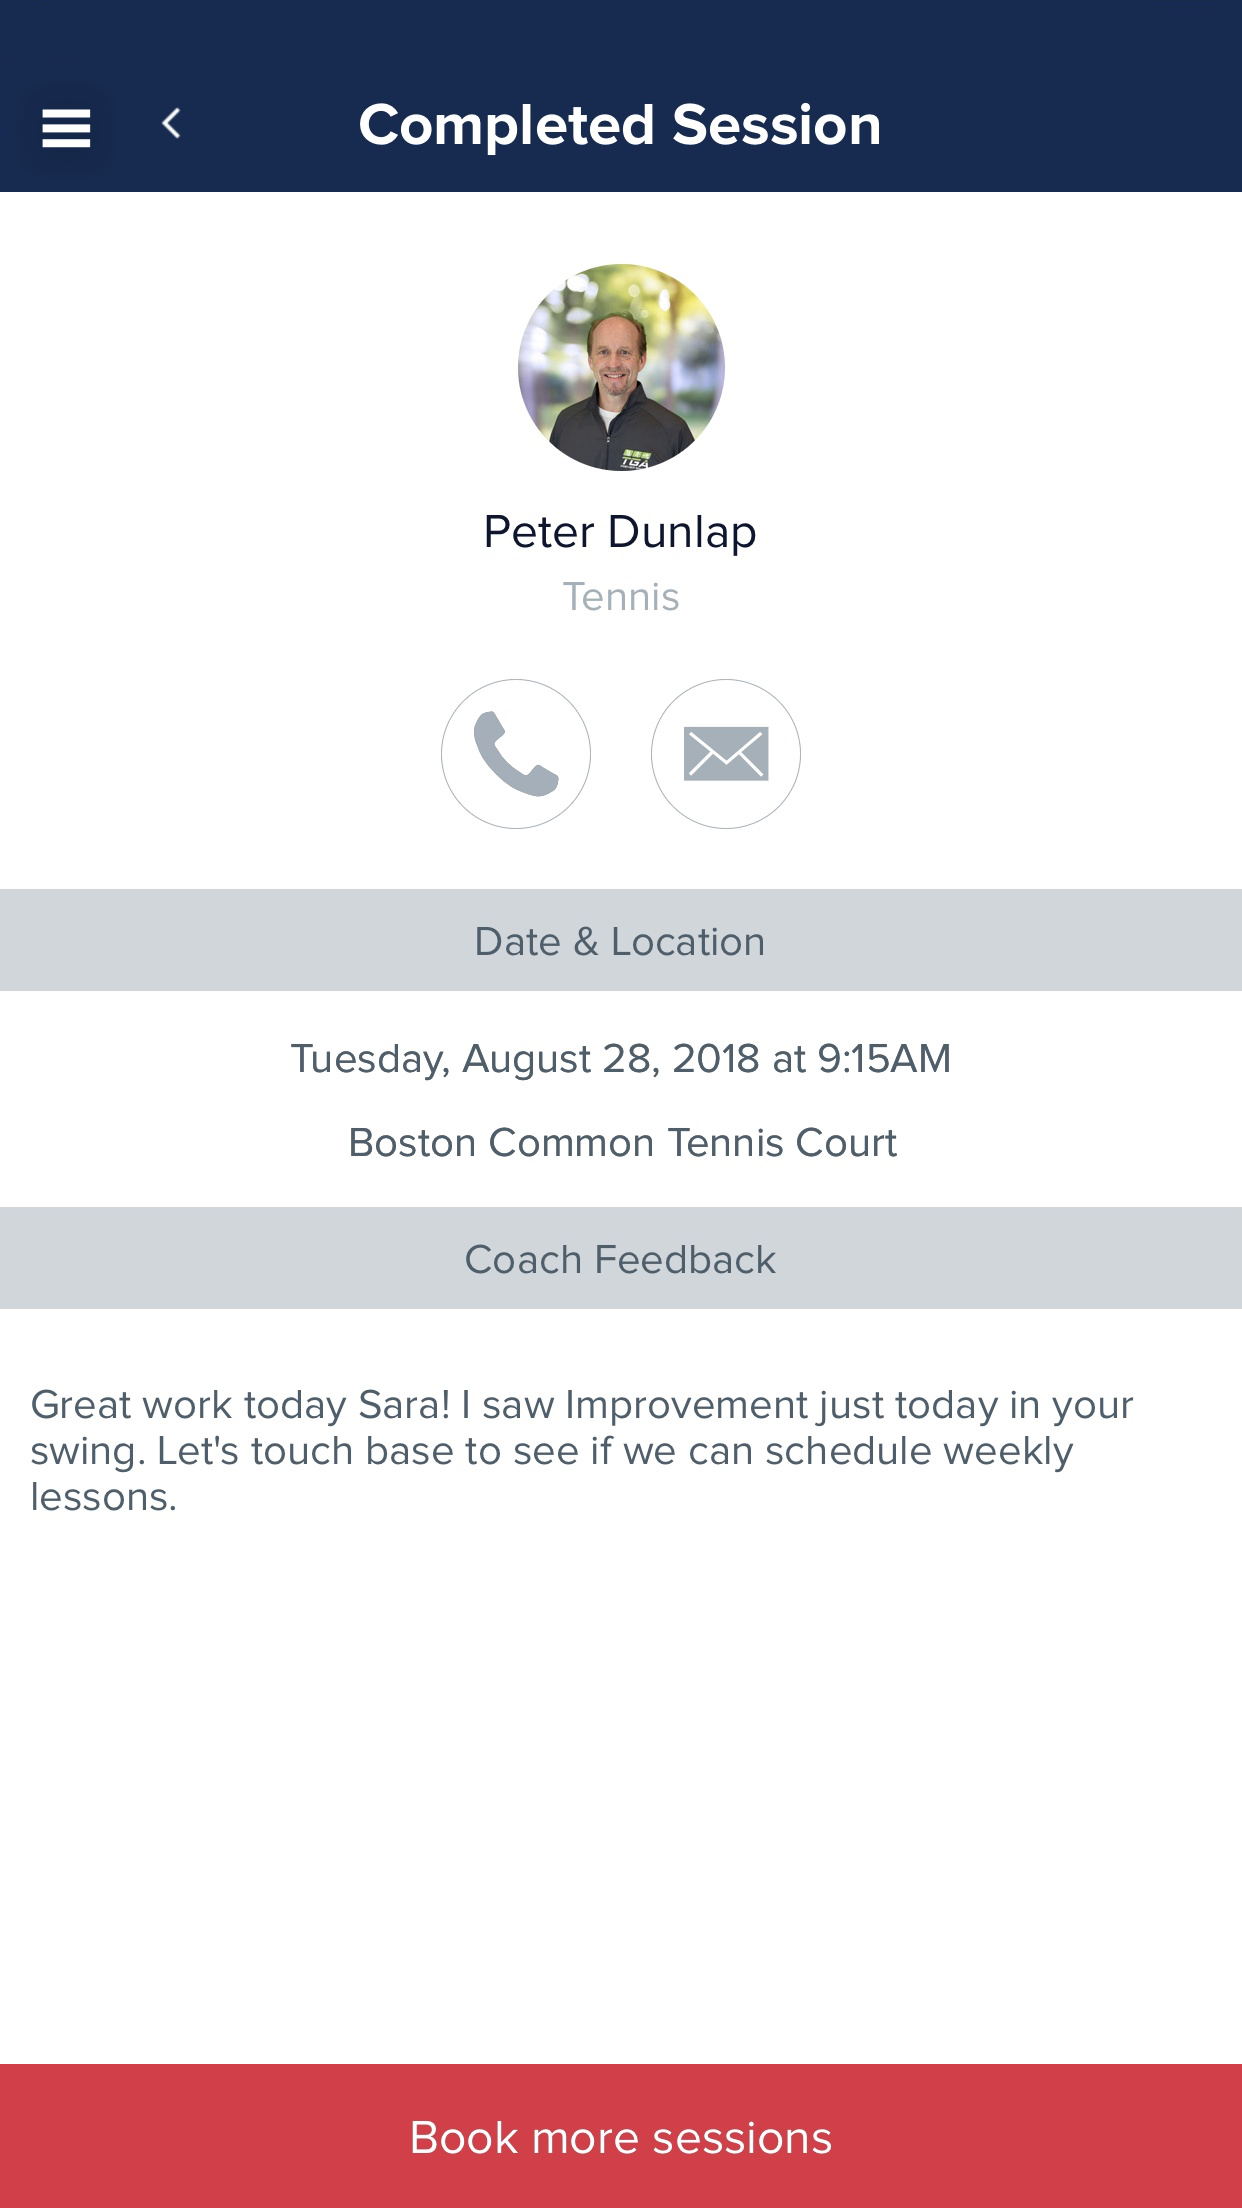 Completed Session
TGA
Peter Dunlap
Tennis
Date & Location
Tuesday, August 28, 2018 at 9:15AM
Boston Common Tennis Court
Coach Feedback
Great work today Sara! I saw Improvement just today in your
swing. Let's touch base to see if we can schedule weekly
lessons.
Book more sessions